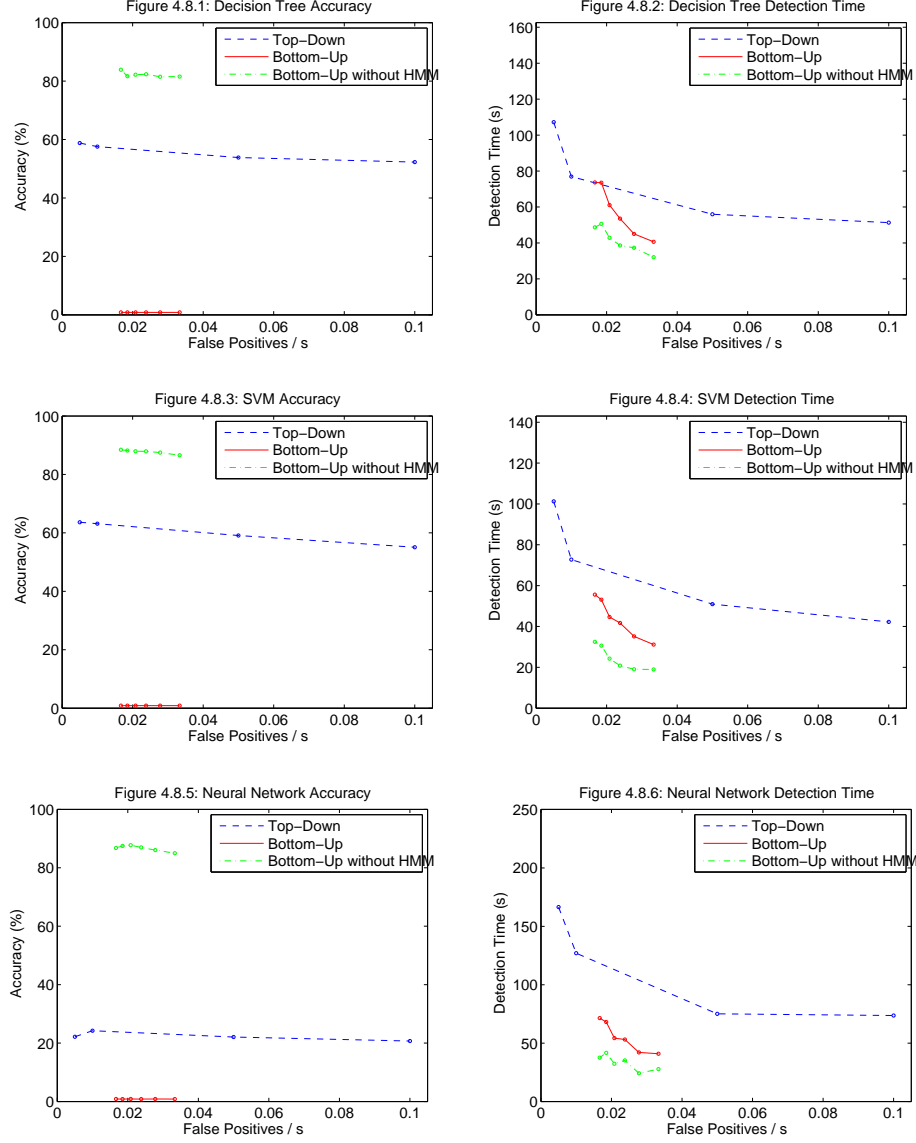 Figure 4.8.1: Decision Tree Accuracy
100
80
60
40
20
0
Accuracy (%)
0
0.02
0.04
0.06
0.08
0.1
False Positives / s
Top-Down
Bottom-Up
Bottom-Up without HMM
Figure 4.8.2: Decision Tree Detection Time
160
140
120
100
80
60
40
20
0
Detection Time (s)
0
0.02
0.04
0.06
0.08
0.1
False Positives / s
Top-Down
Bottom-Up
Bottom-Up without HMM
Figure 4.8.3: SVM Accuracy
100
80
60
40
20
0
Accuracy (%)
0
0.02
0.04
0.06
0.08
0.1
False Positives / s
Top-Down
Bottom-Up
Bottom-Up without HMM
Figure 4.8.4: SVM Detection Time
140
120
100
80
60
40
20
0
Detection Time (s)
0
0.02
0.04
0.06
0.08
0.1
False Positives / s
Top-Down
Bottom-Up
Bottom-Up without HMM
Figure 4.8.5: Neural Network Accuracy
100
80
60
40
20
0
Accuracy (%)
0
0.02
0.04
0.06
0.08
0.1
False Positives / s
Top-Down
Bottom-Up
Bottom-Up without HMM
Figure 4.8.6: Neural Network Detection Time
250
200
150
100
50
0
Detection Time (s)
0
0.02
0.04
0.06
0.08
0.1
False Positives / s
Top-Down
Bottom-Up
Bottom-Up without HMM